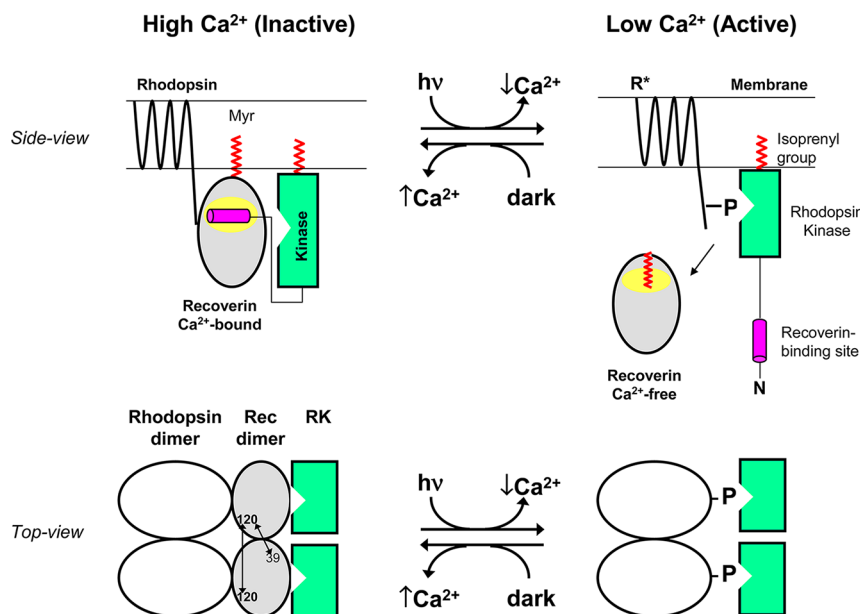 High Ca²⁺ (Inactive)
Low Ca²⁺ (Active)
Side-view
Rhodopsin
Myr
Kinase
Recoverin
Ca²⁺-bound
hν
↓Ca²⁺
↑Ca²⁺
dark
R*
Membrane
Isoprenyl
group
P
Rhodopsin
Kinase
Recoverin-
binding site
N
Recoverin
Ca²⁺-free
Top-view
Rhodopsin
dimer
Rec
dimer
RK
120
39
120
hν
↓Ca²⁺
↑Ca²⁺
dark
P
P